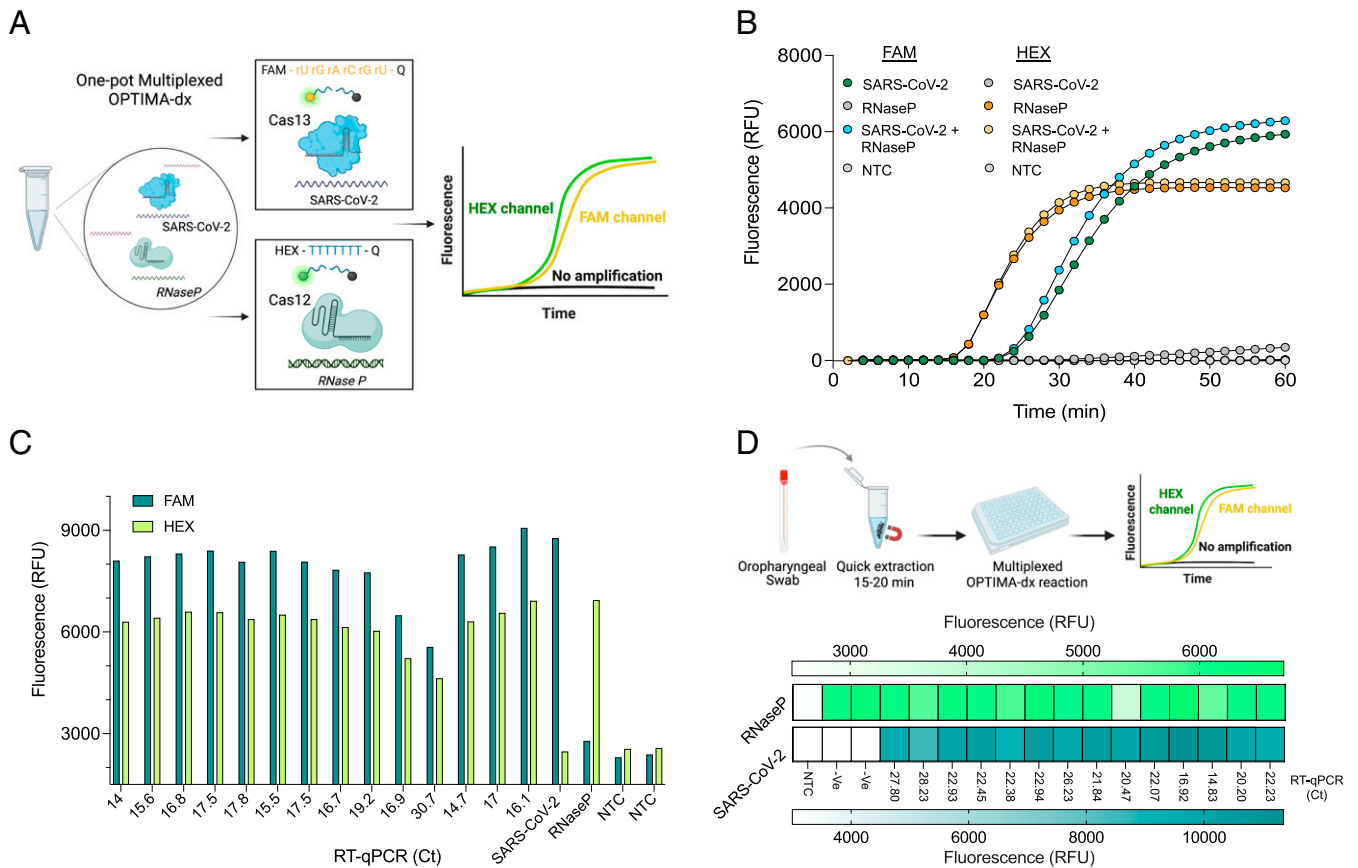 A
One-pot Multiplexed
OPTIMA-dx
SARS-CoV-2
RNaseP
FAM - rU rG rA rC rG rU - Q
Cas13
SARS-CoV-2
HEX - TTTTTTT - Q
Cas12
RNase P
Fluorescence
HEX channel
FAM channel
No amplification
Time
B
FAM
HEX
SARS-CoV-2
SARS-CoV-2
RNaseP
RNaseP
SARS-CoV-2 +
RNaseP
SARS-CoV-2 +
RNaseP
NTC
NTC
Fluorescence (RFU)
8000
6000
4000
2000
0
0
10
20
30
40
50
60
Time (min)
C
FAM
HEX
Fluorescence (RFU)
9000
6000
3000
14
15.6
16.8
17.5
17.8
15.5
17.5
16.7
19.2
16.9
30.7
14.7
17
16.1
SARS-CoV-2
RNaseP
NTC
NTC
RT-qPCR (Ct)
D
Oropharyngeal
Swab
Quick extraction
15-20 min
Multiplexed
OPTIMA-dx reaction
Fluorescence
HEX
channel
FAM channel
No amplification
Time
Fluorescence (RFU)
3000
4000
5000
6000
RNaseP
SARS-CoV-2
NTC
-Ve
-Ve
27.80
28.23
22.93
22.45
22.38
22.94
26.23
21.84
20.47
22.07
16.92
14.83
20.20
22.23
RT-qPCR
(Ct)
4000
6000
8000
10000
Fluorescence (RFU)